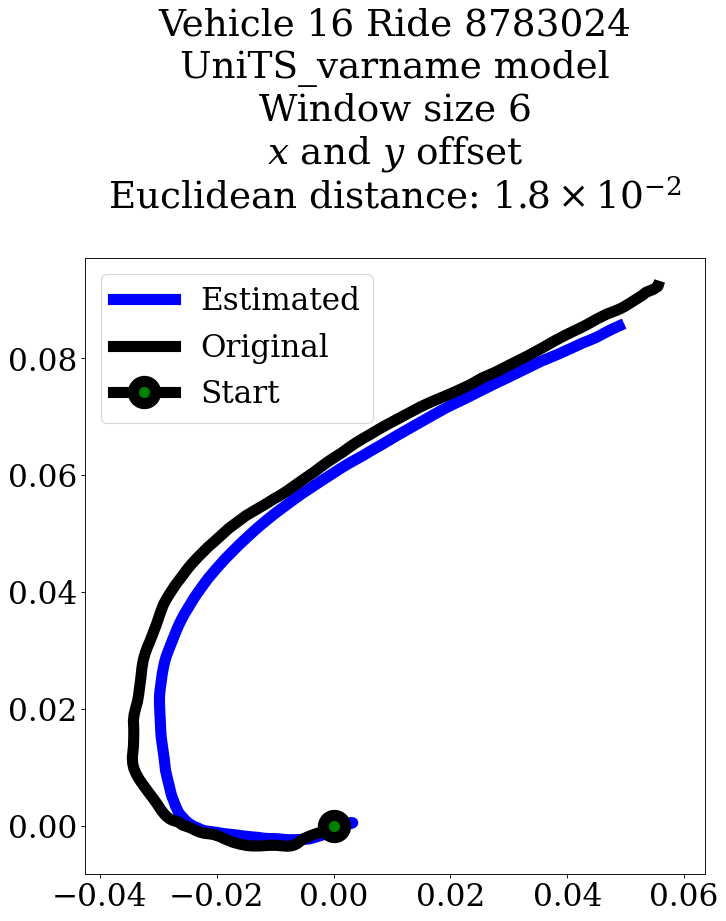 Vehicle 16 Ride 8783024
UniTS_varname model
Window size 6
x and y offset
Euclidean distance: 1.8 × 10⁻²
Estimated
Original
Start
0.08
0.06
0.04
0.02
0.00
−0.04 −0.02 0.00 0.02 0.04 0.06